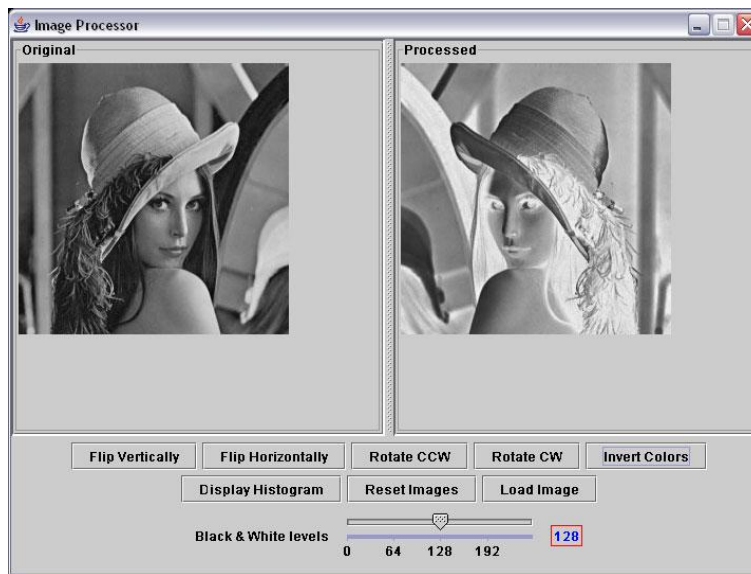 Image Processor
Original
Processed
Flip Vertically Flip Horizontally Rotate CCW Rotate CW Invert Colors
Display Histogram Reset Images Load Image
Black & White levels 128
0 64 128 192